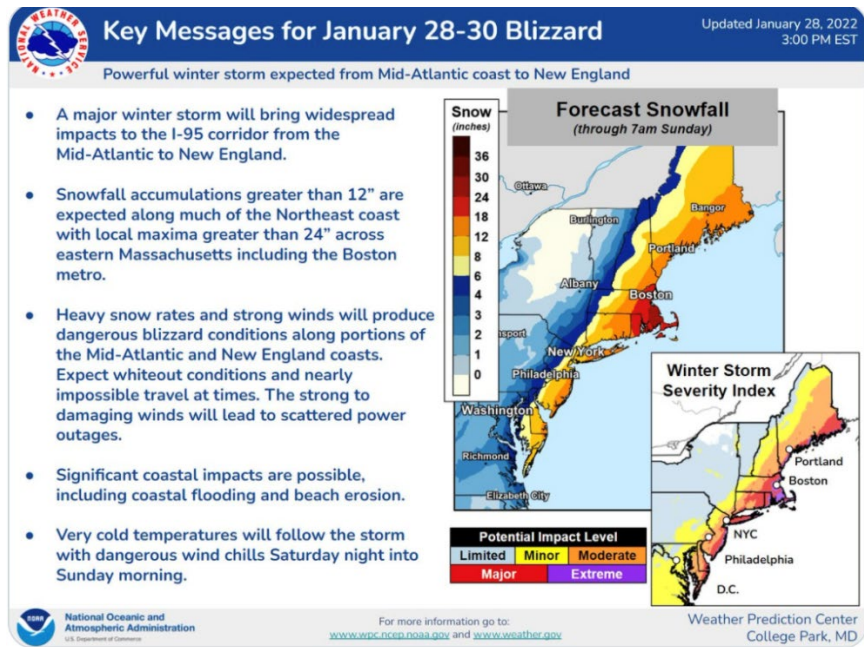 NATIONAL WEATHER SERVICE
Key Messages for January 28-30 Blizzard
Updated January 28, 2022
3:00 PM EST
Powerful winter storm expected from Mid-Atlantic coast to New England
● A major winter storm will bring widespread
impacts to the I-95 corridor from the
Mid-Atlantic to New England.
● Snowfall accumulations greater than 12” are
expected along much of the Northeast coast
with local maxima greater than 24” across
eastern Massachusetts including the Boston
metro.
● Heavy snow rates and strong winds will produce
dangerous blizzard conditions along portions of
the Mid-Atlantic and New England coasts.
Expect whiteout conditions and nearly
impossible travel at times. The strong to
damaging winds will lead to scattered power
outages.
● Significant coastal impacts are possible,
including coastal flooding and beach erosion.
● Very cold temperatures will follow the storm
with dangerous wind chills Saturday night into
Sunday morning.
Snow
(inches)
36
30
24
18
12
8
6
4
3
2
1
0
Forecast Snowfall
(through 7am Sunday)
Ottawa
Burlington
Bangor
Portland
Albany
Boston
sport
New York
Philadelphia
Washington
Richmond
Elizabeth City
Winter Storm
Severity Index
Portland
Boston
NYC
Philadelphia
D.C.
Potential Impact Level
Limited Minor Moderate
Major Extreme
NOAA
National Oceanic and
Atmospheric Administration
U.S. Department of Commerce
For more information go to:
www.wpc.ncep.noaa.gov and www.weather.gov
Weather Prediction Center
College Park, MD